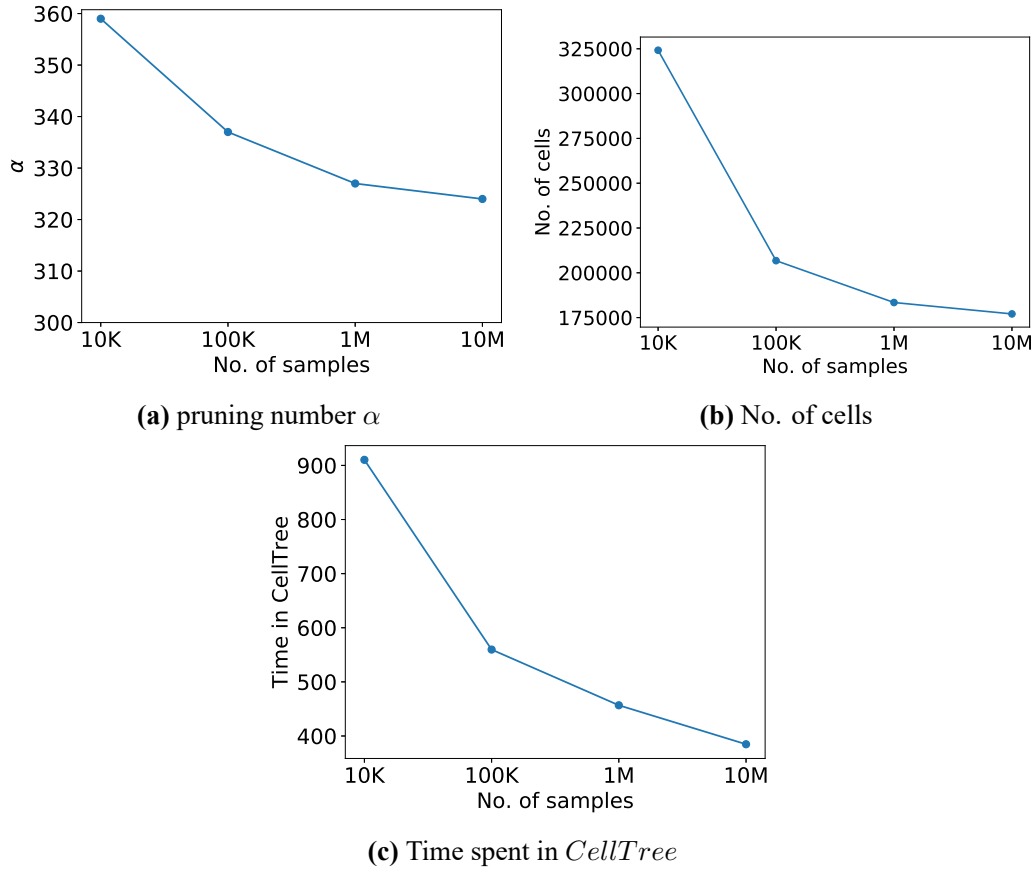 360
350
340
330
320
310
300
α
10K 100K 1M 10M
No. of samples
(a) pruning number α
325000
300000
275000
250000
225000
200000
175000
No. of cells
10K 100K 1M 10M
No. of samples
(b) No. of cells
900
800
700
600
500
400
Time in CellTree
10K 100K 1M 10M
No. of samples
(c) Time spent in CellTree